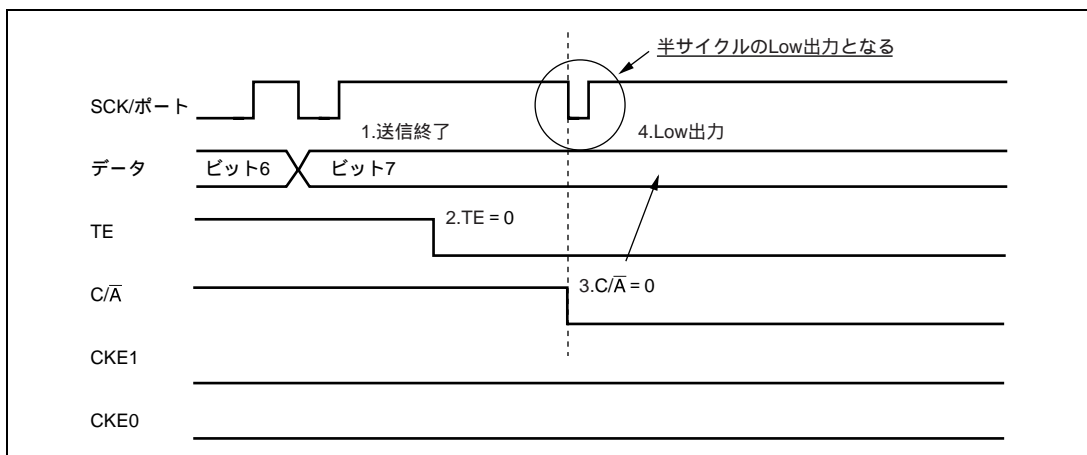 半サイクルのLow出力となる
SCK/ポート
1.送信終了
4.Low出力
データ
ビット6
ビット7
2.TE = 0
TE
3.C/A̅ = 0
C/A̅
CKE1
CKE0